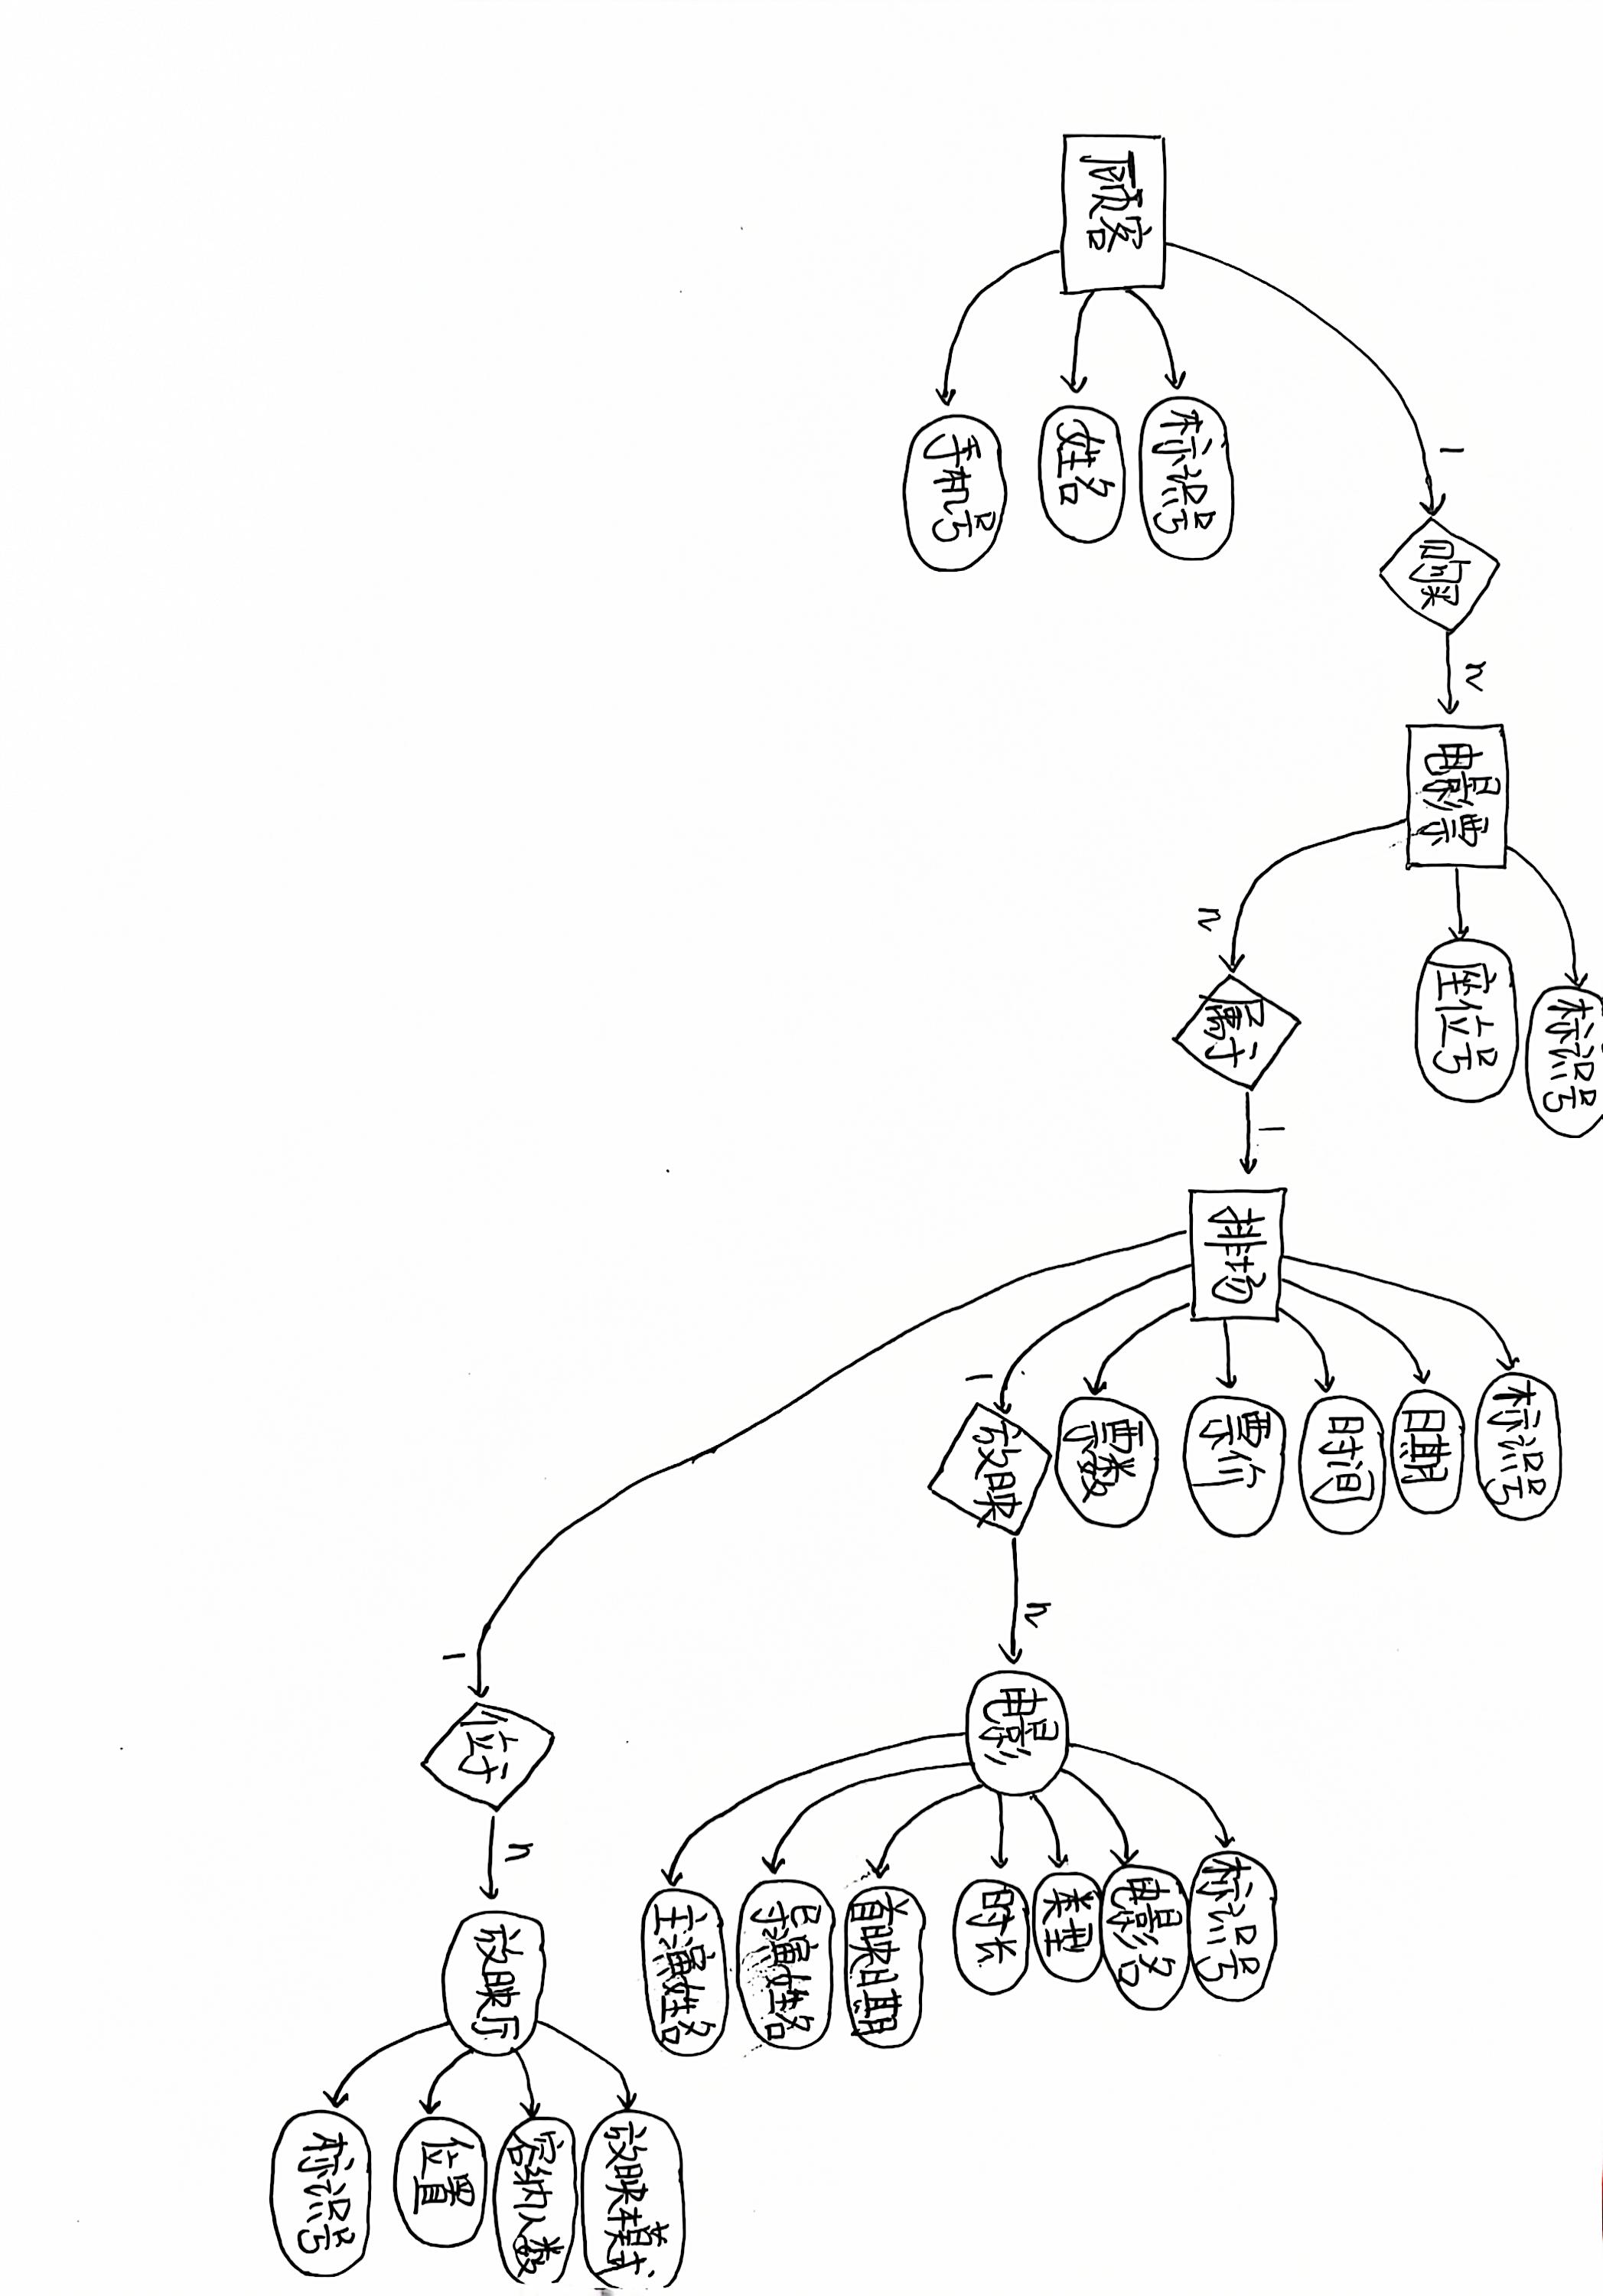 标识号
座位号
1
购买
n
电影票
n
属于
1
排场
标识号
日期
时间
票价
票数
顾客
标识号
姓名
手机号
1
放映
n
电影
标识号
电影名
类型
时长
首映日期
导演姓名
主演姓名
1
位于
n
放映厅
放映模式
容纳人数
位置
标识号